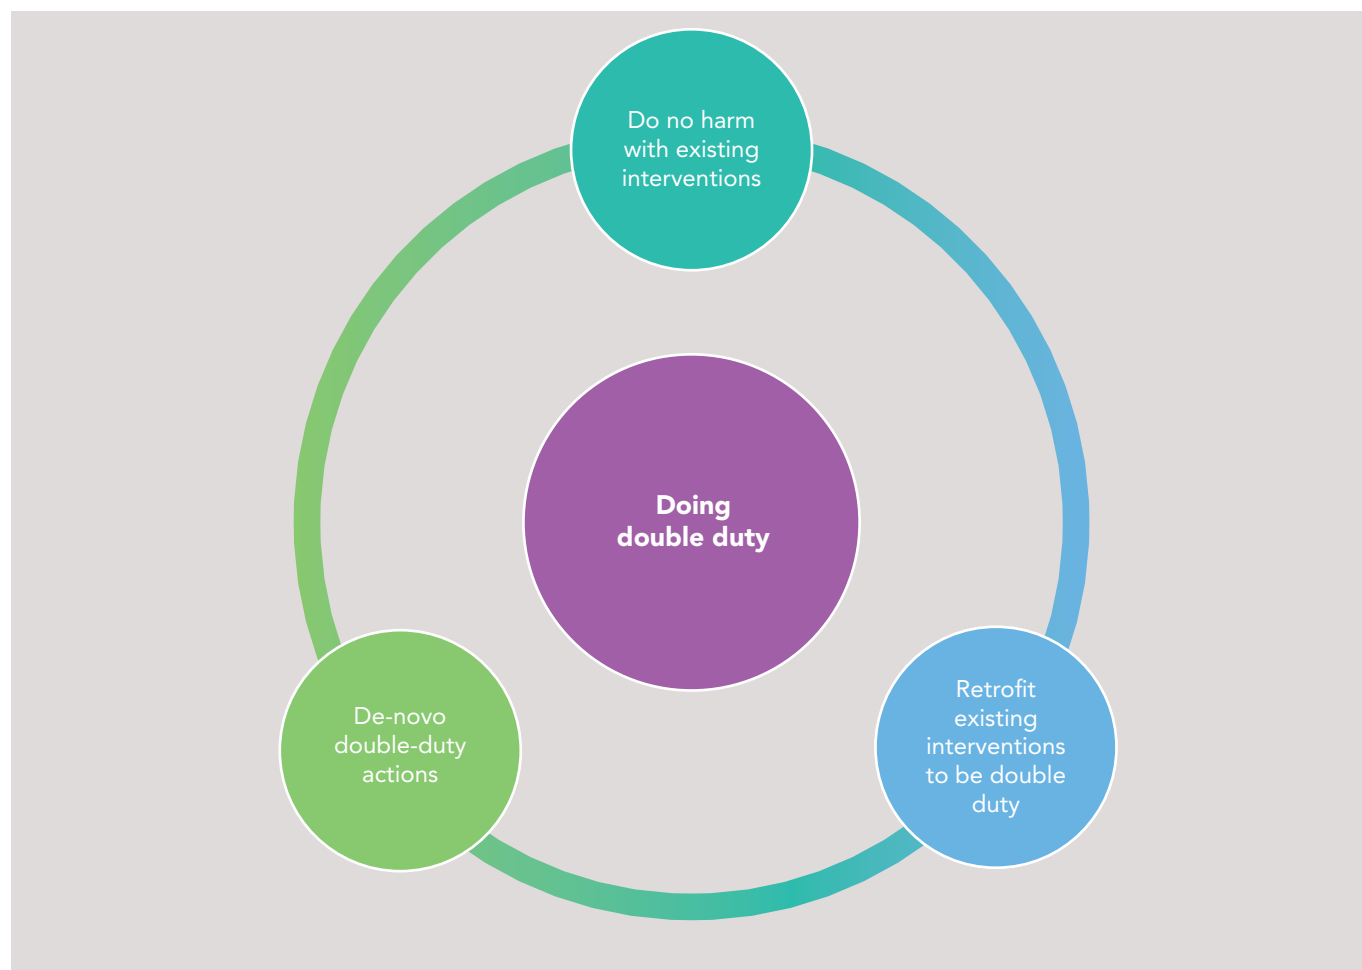 Do no harm
with existing
interventions
Doing
double duty
De-novo
double-duty
actions
Retrofit
existing
interventions
to be double
duty